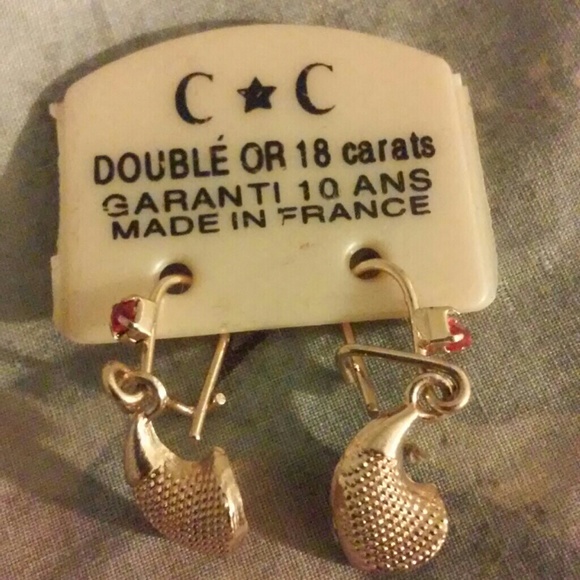 C ★ C
DOUBLÉ OR 18 carats
GARANTI 10 ANS
MADE IN FRANCE